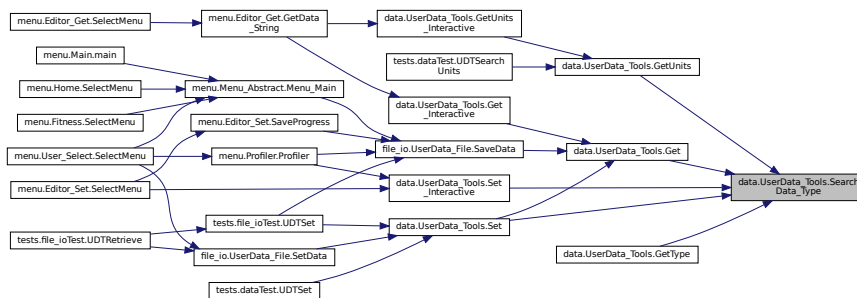 menu.Editor_Get.SelectMenu
menu.Editor_Get.GetData
_String
data.UserData_Tools.GetUnits
_Interactive
menu.Main.main
tests.dataTest.UDTSearch
Units
data.UserData_Tools.GetUnits
menu.Home.SelectMenu
menu.Menu_Abstract.Menu_Main
data.UserData_Tools.Get
_Interactive
menu.Fitness.SelectMenu
menu.Editor_Set.SaveProgress
menu.User_Select.SelectMenu
menu.Profiler.Profiler
file_io.UserData_File.SaveData
data.UserData_Tools.Get
menu.Editor_Set.SelectMenu
data.UserData_Tools.Set
_Interactive
data.UserData_Tools.Search
Data_Type
tests.file_ioTest.UDTSet
data.UserData_Tools.Set
tests.file_ioTest.UDTRetrieve
file_io.UserData_File.SetData
data.UserData_Tools.GetType
tests.dataTest.UDTSet